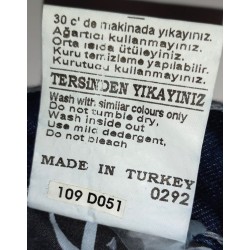 30 c' de makinada yıkayınız.
Ağartıcı kullanmayınız.
Orta ısıda ütüleyiniz.
Kuru temizleme yapılabilir.
Kurutucu kullanmayınız.
TERSİNDEN YIKAYINIZ
Wash with similar colours only
Do not tumble dry,
Wash inside out
Use mild dedergent,
Do not bleach
MADE IN TURKEY
0292
109 D051